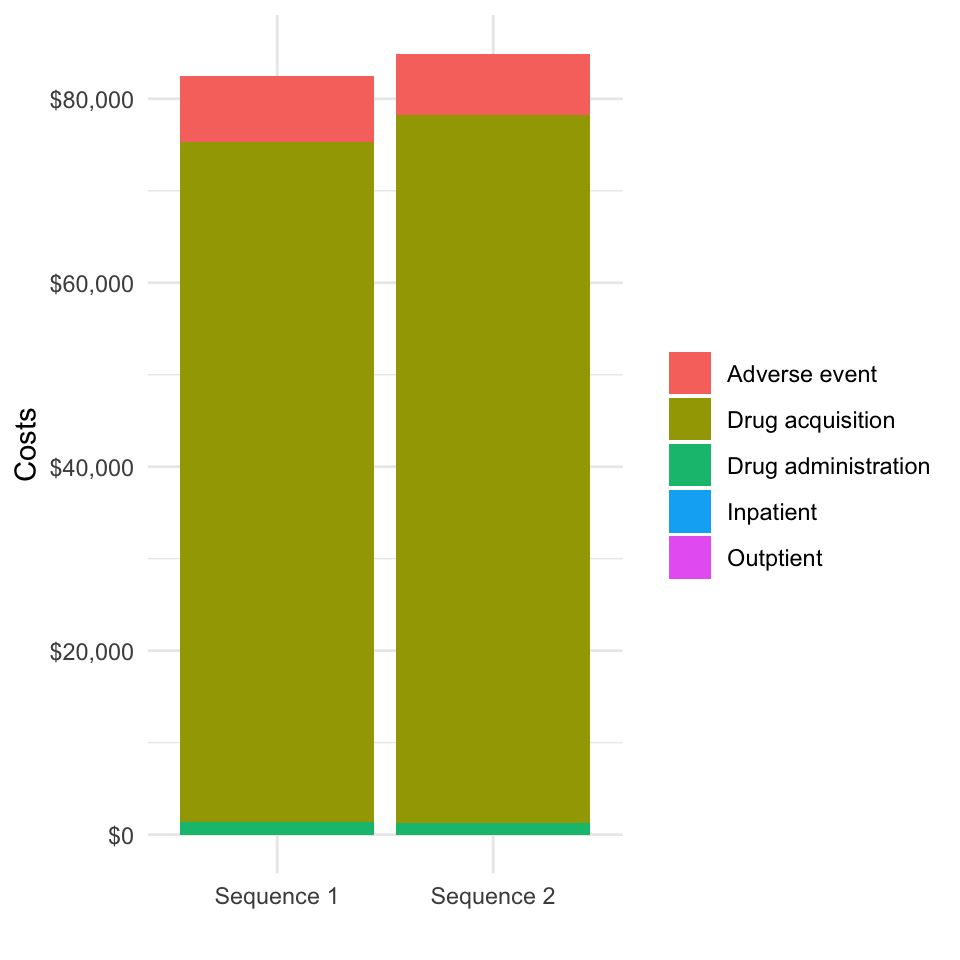 $80,000
$60,000
$40,000
$20,000
$0
Costs
Sequence 1
Sequence 2
Adverse event
Drug acquisition
Drug administration
Inpatient
Outptient